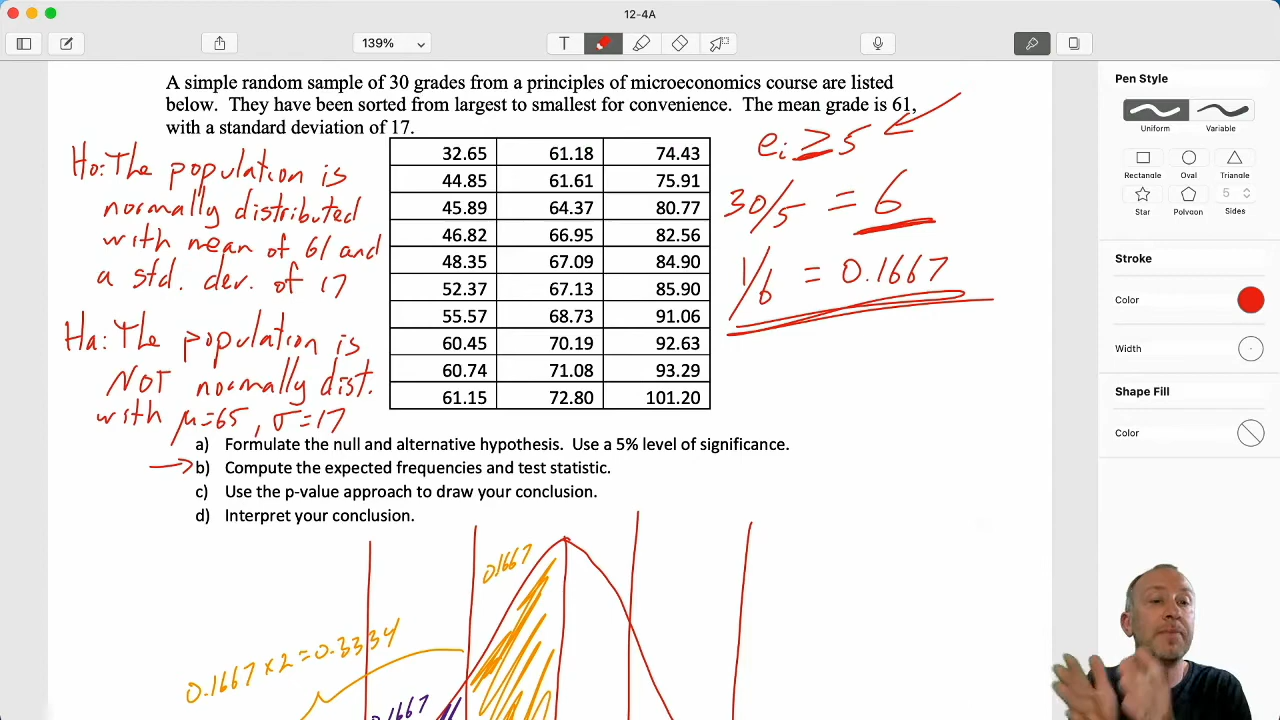 12-4A
139%
T
A simple random sample of 30 grades from a principles of microeconomics course are listed
below. They have been sorted from largest to smallest for convenience. The mean grade is 61,
with a standard deviation of 17.
32.65 61.18 74.43
44.85 61.61 75.91
45.89 64.37 80.77
46.82 66.95 82.56
48.35 67.09 84.90
52.37 67.13 85.90
55.57 68.73 91.06
60.45 70.19 92.63
60.74 71.08 93.29
61.15 72.80 101.20
Ho: The population is
normally distributed
with mean of 61 and
a std. dev. of 17
Ha: The population is
NOT normally dist.
with μ=65, σ=17
ei ≥ 5
30/5 = 6
1/6 = 0.1667
a) Formulate the null and alternative hypothesis. Use a 5% level of significance.
b) Compute the expected frequencies and test statistic.
c) Use the p-value approach to draw your conclusion.
d) Interpret your conclusion.
0.1667
0.1667 × 2 = 0.3334
0.1667
Pen Style
Uniform Variable
Rectangle Oval Triangle
5
Star Polygon Sides
Stroke
Color
Width
Shape Fill
Color